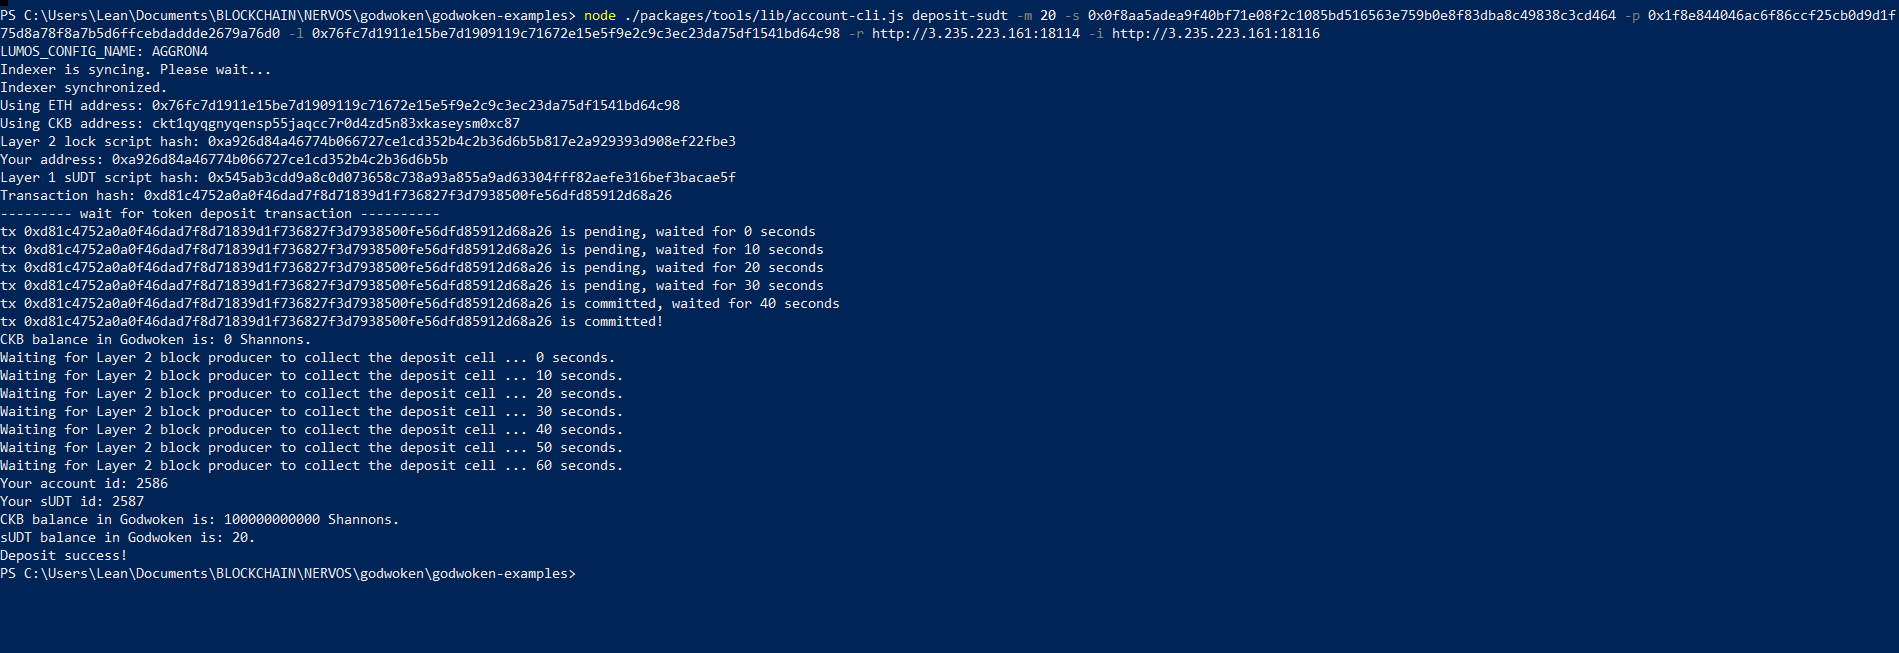 PS C:\Users\Lean\Documents\BLOCKCHAIN\NERVOS\godwoken\godwoken-examples> node ./packages/tools/lib/account-cli.js deposit-sudt -m 20 -s 0x0f8aa5adea9f40bf71e08f2c1085bd516563e759b0e8f83dba8c49838c3cd464 -p 0x1f8e844046ac6f86ccf25cb0d9d1f
75d8a78f8a7b5d6ffcebdaddde2679a76d0 -l 0x76fc7d1911e15be7d1909119c71672e15e5f9e2c9c3ec23da75df1541bd64c98 -r http://3.235.223.161:18114 -i http://3.235.223.161:18116
LUMOS_CONFIG_NAME: AGGRON4
Indexer is syncing. Please wait...
Indexer synchronized.
Using ETH address: 0x76fc7d1911e15be7d1909119c71672e15e5f9e2c9c3ec23da75df1541bd64c98
Using CKB address: ckt1qyqgnyqensp55jaqcc7r0d4zd5n83xkaseysm0xc87
Layer 2 lock script hash: 0xa926d84a46774b066727ce1cd352b4c2b36d6b5b817e2a929393d908ef22fbe3
Your address: 0xa926d84a46774b066727ce1cd352b4c2b36d6b5b
Layer 1 sUDT script hash: 0x545ab3cdd9a8c0d073658c738a93a855a9ad63304fff82aefe316bef3bacae5f
Transaction hash: 0xd81c4752a0a0f46dad7f8d71839d1f736827f3d7938500fe56dfd85912d68a26
--------- wait for token deposit transaction ----------
tx 0xd81c4752a0a0f46dad7f8d71839d1f736827f3d7938500fe56dfd85912d68a26 is pending, waited for 0 seconds
tx 0xd81c4752a0a0f46dad7f8d71839d1f736827f3d7938500fe56dfd85912d68a26 is pending, waited for 10 seconds
tx 0xd81c4752a0a0f46dad7f8d71839d1f736827f3d7938500fe56dfd85912d68a26 is pending, waited for 20 seconds
tx 0xd81c4752a0a0f46dad7f8d71839d1f736827f3d7938500fe56dfd85912d68a26 is pending, waited for 30 seconds
tx 0xd81c4752a0a0f46dad7f8d71839d1f736827f3d7938500fe56dfd85912d68a26 is committed, waited for 40 seconds
tx 0xd81c4752a0a0f46dad7f8d71839d1f736827f3d7938500fe56dfd85912d68a26 is committed!
CKB balance in Godwoken is: 0 Shannons.
Waiting for Layer 2 block producer to collect the deposit cell ... 0 seconds.
Waiting for Layer 2 block producer to collect the deposit cell ... 10 seconds.
Waiting for Layer 2 block producer to collect the deposit cell ... 20 seconds.
Waiting for Layer 2 block producer to collect the deposit cell ... 30 seconds.
Waiting for Layer 2 block producer to collect the deposit cell ... 40 seconds.
Waiting for Layer 2 block producer to collect the deposit cell ... 50 seconds.
Waiting for Layer 2 block producer to collect the deposit cell ... 60 seconds.
Your account id: 2586
Your sUDT id: 2587
CKB balance in Godwoken is: 100000000000 Shannons.
sUDT balance in Godwoken is: 20.
Deposit success!
PS C:\Users\Lean\Documents\BLOCKCHAIN\NERVOS\godwoken\godwoken-examples>